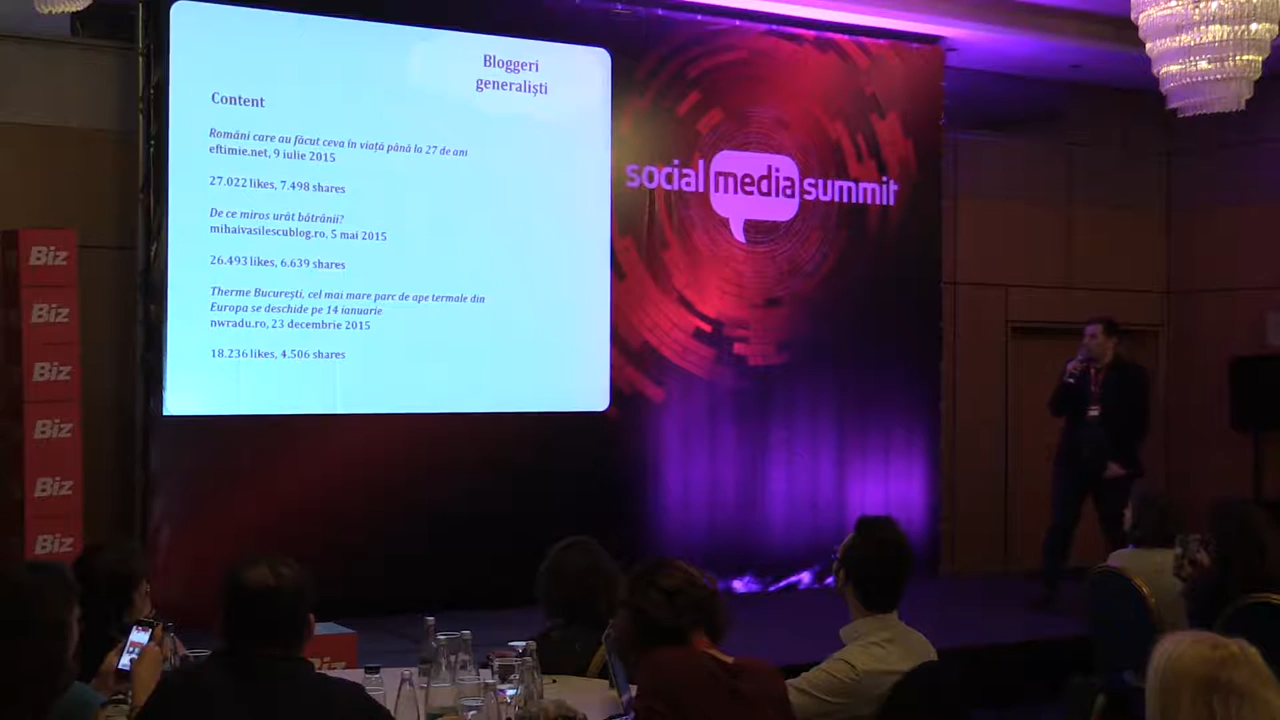 Bloggeri
generaliști
Content
Români care au făcut ceva în viață până la 27 de ani
eftimie.net, 9 iulie 2015
27.022 likes, 7.498 shares
De ce miros urât bătrânii?
mihaivasilescublog.ro, 5 mai 2015
26.493 likes, 6.639 shares
Therme București, cel mai mare parc de ape termale din
Europa se deschide pe 14 ianuarie
nwradu.ro, 23 decembrie 2015
18.236 likes, 4.506 shares
social media summit
Biz
Biz
Biz
Biz
Biz
Biz
Biz